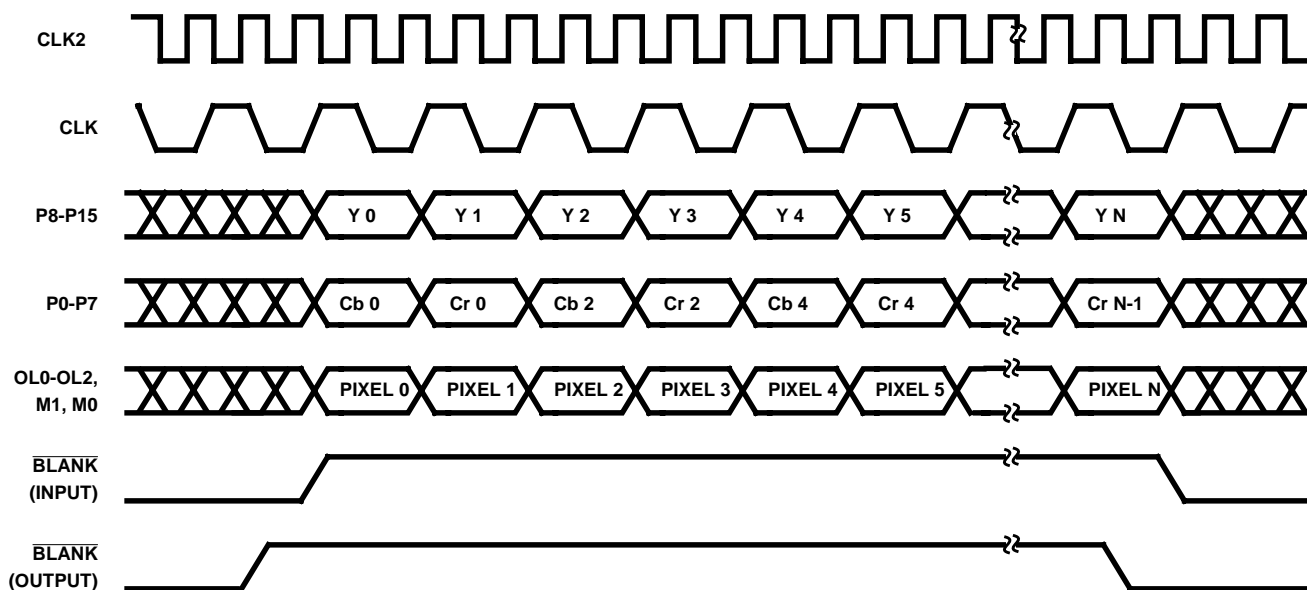 CLK2
CLK
P8-P15
Y 0 Y 1 Y 2 Y 3 Y 4 Y 5 Y N
P0-P7
Cb 0 Cr 0 Cb 2 Cr 2 Cb 4 Cr 4 Cr N-1
OL0-OL2,
M1, M0
PIXEL 0 PIXEL 1 PIXEL 2 PIXEL 3 PIXEL 4 PIXEL 5 PIXEL N
BLANK
(INPUT)
BLANK
(OUTPUT)